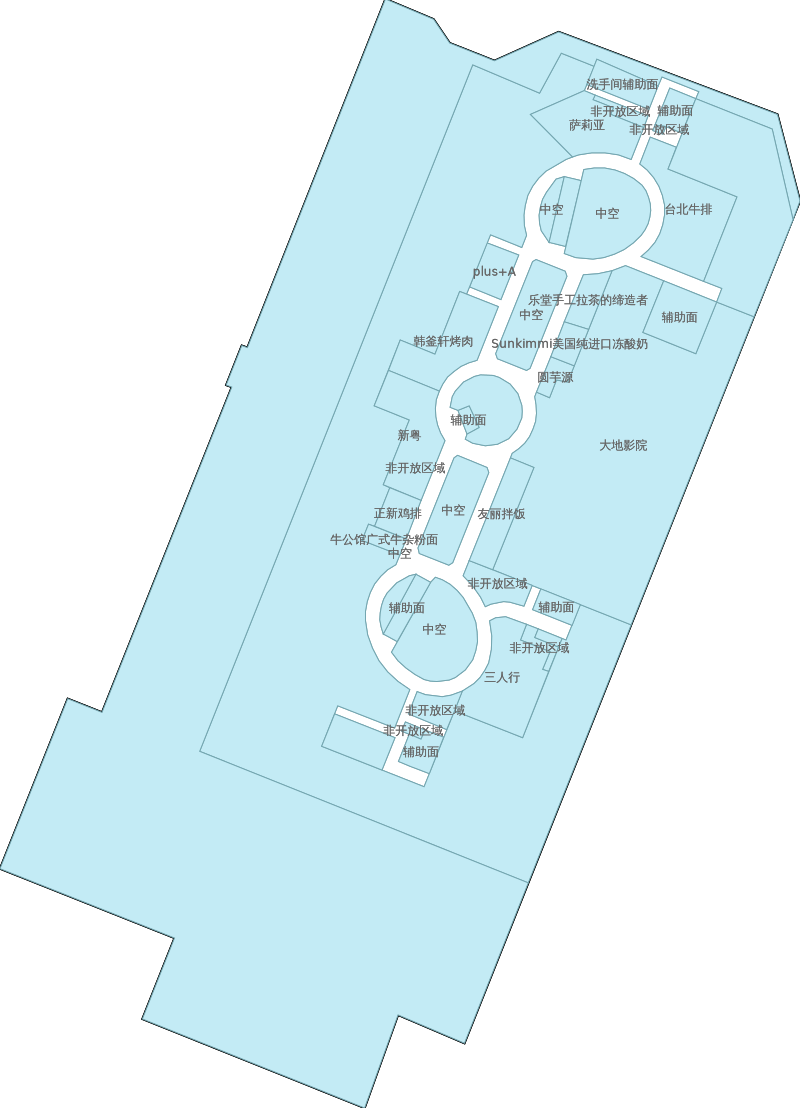 洗手间辅助面
非开放区域
辅助面
萨莉亚
非开放区域
中空
中空
台北牛排
plus+A
乐堂手工拉茶的缔造者
中空
辅助面
韩釜轩烤肉
Sunkimmi美国纯进口冻酸奶
圆芋源
辅助面
新粤
大地影院
非开放区域
正新鸡排
中空
友丽拌饭
牛公馆广式牛杂粉面
中空
非开放区域
辅助面
辅助面
中空
非开放区域
三人行
非开放区域
非开放区域
辅助面